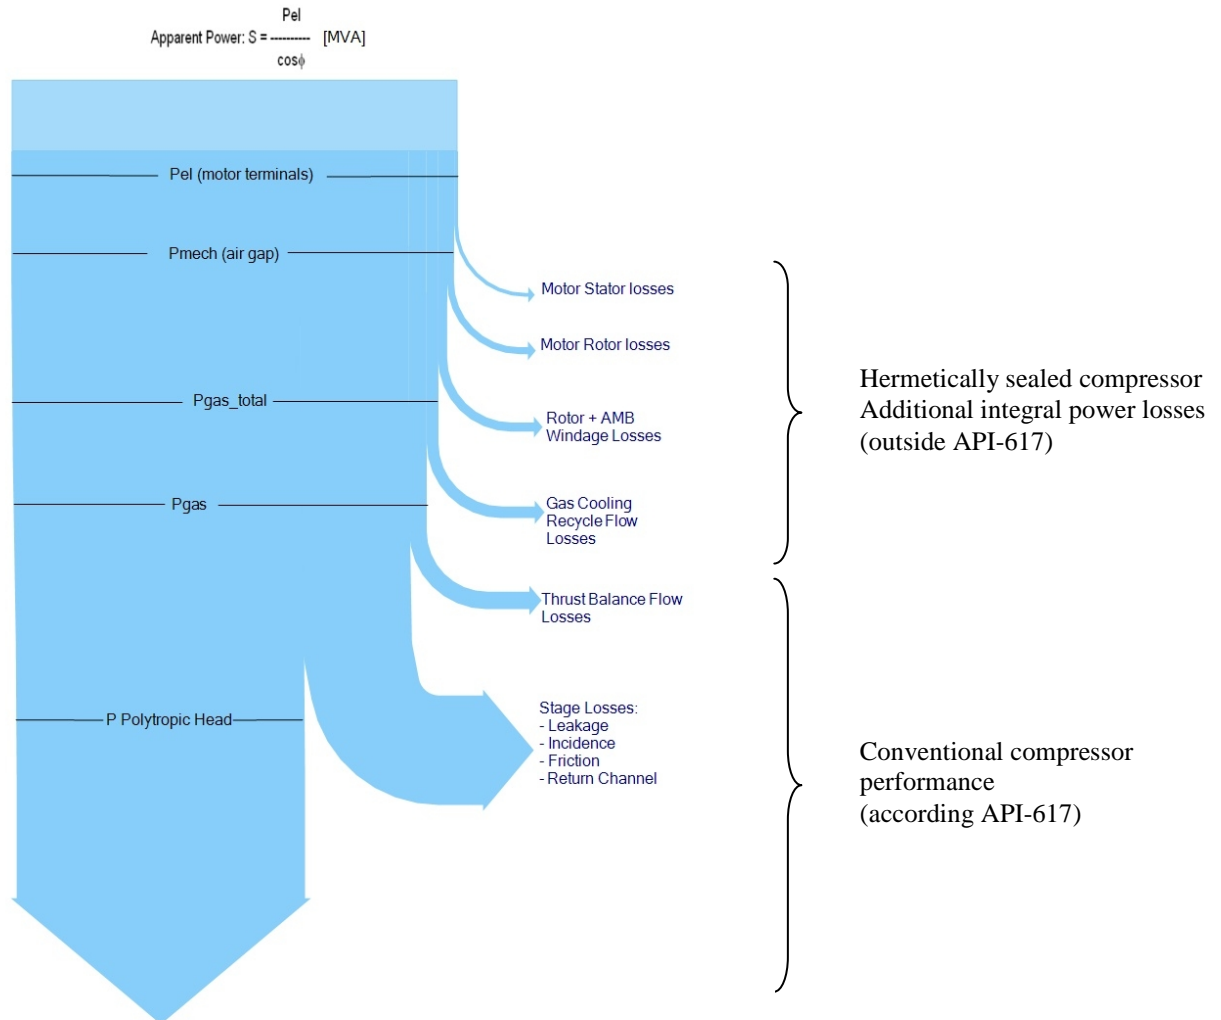 Pel
Apparent Power: S = ---------- [MVA]
cosϕ
Pel (motor terminals)
Pmech (air gap)
Motor Stator losses
Motor Rotor losses
Pgas_total
Rotor + AMB
Windage Losses
Pgas
Gas Cooling
Recycle Flow
Losses
Thrust Balance Flow
Losses
P Polytropic Head
Stage Losses:
- Leakage
- Incidence
- Friction
- Return Channel
Hermetically sealed compressor
Additional integral power losses
(outside API-617)
Conventional compressor
performance
(according API-617)